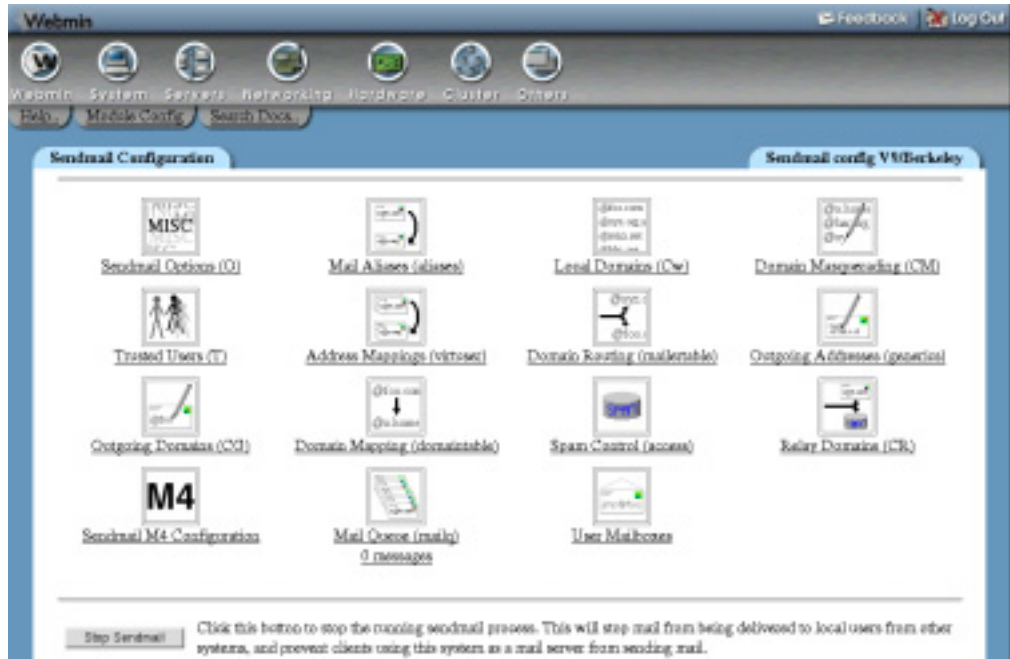 Webmin
Feedback Log Out
Webmin System Servers Networking Hardware Cluster Others
Help.. Module Config Search Docs..
Sendmail Configuration Sendmail config V8/Berkeley
MISC
Sendmail Options (O) Mail Aliases (aliases) Local Domains (Cw) Domain Masquerading (CM)
Trusted Users (T) Address Mappings (virtuser) Domain Routing (mailertable) Outgoing Addresses (generics)
SPAM
Outgoing Domains (CG) Domain Mapping (domaintable) Spam Control (access) Relay Domains (CR)
M4
Sendmail M4 Configuration Mail Queue (mailq) User Mailboxes
0 messages
Stop Sendmail Click this button to stop the running sendmail process. This will stop mail from being delivered to local users from other
systems, and prevent clients using this system as a mail server from sending mail.